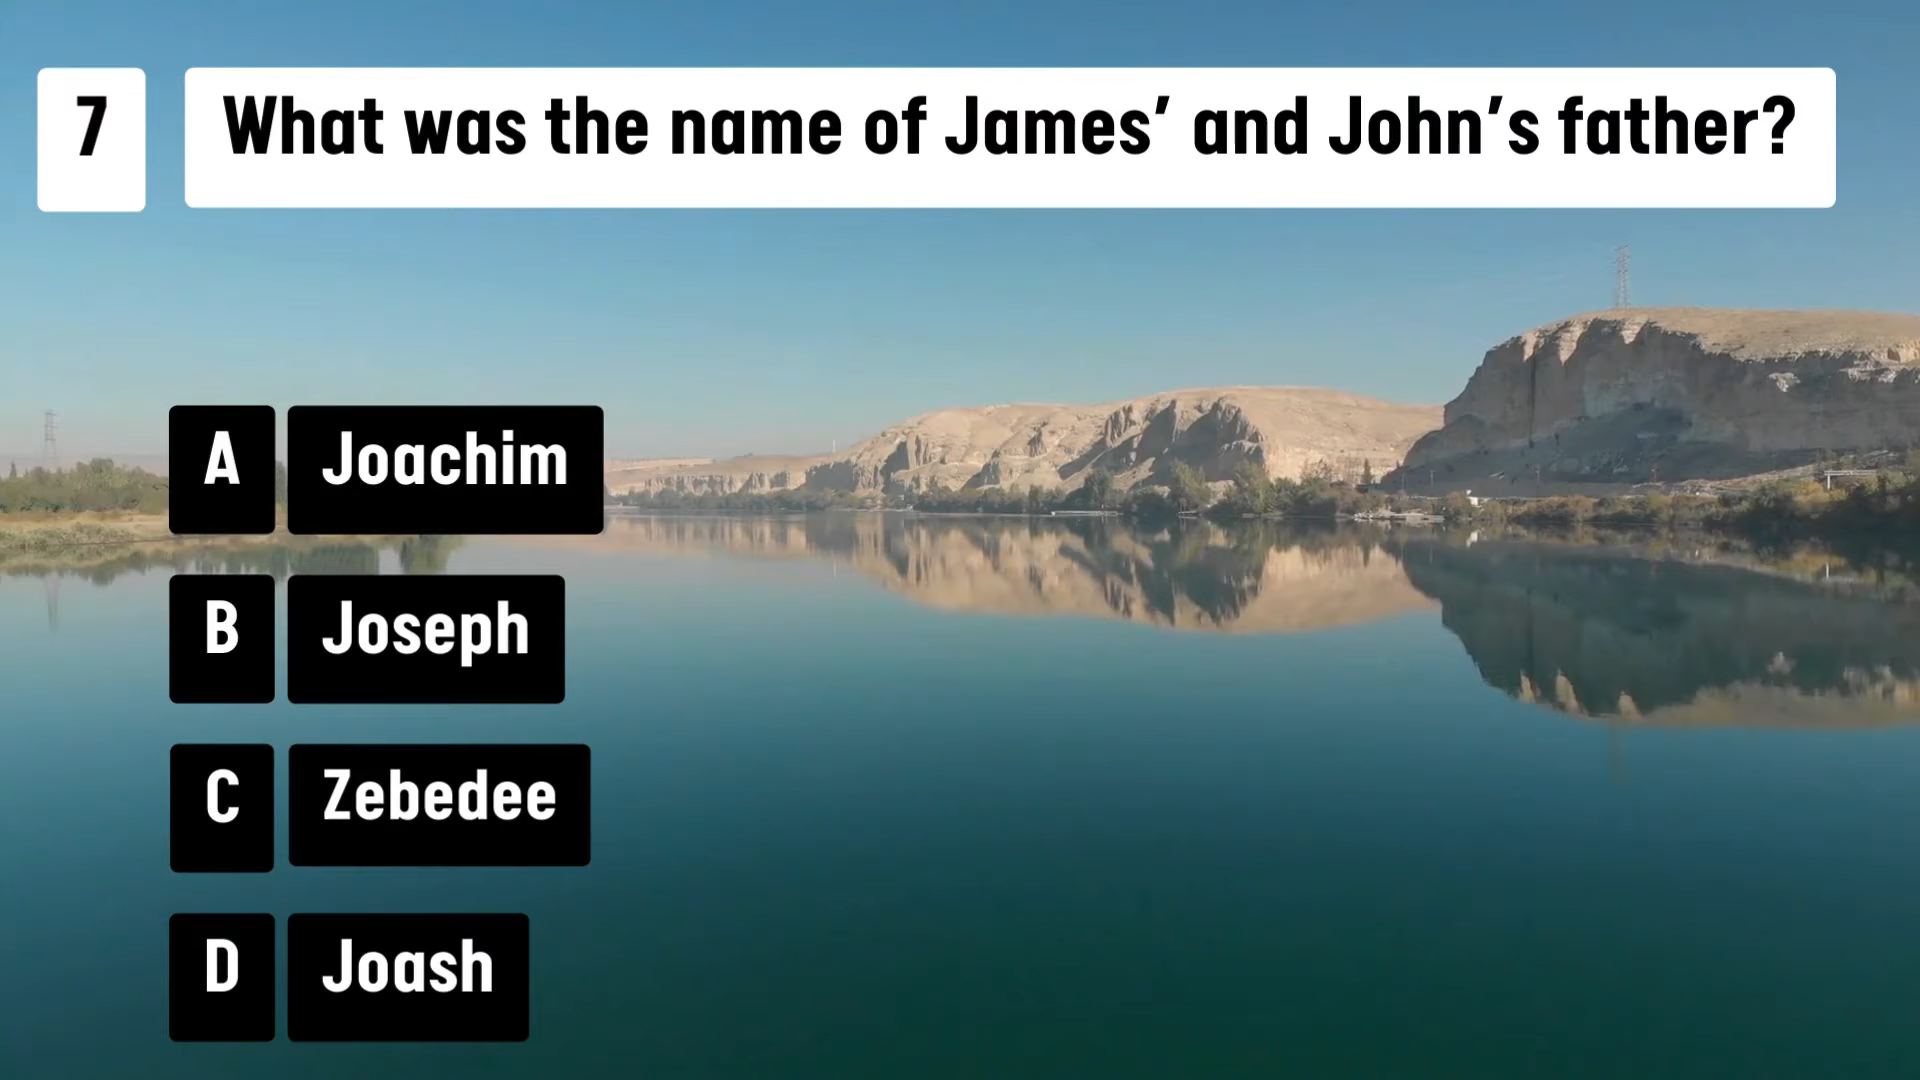 7 What was the name of James’ and John’s father?
A Joachim
B Joseph
C Zebedee
D Joash